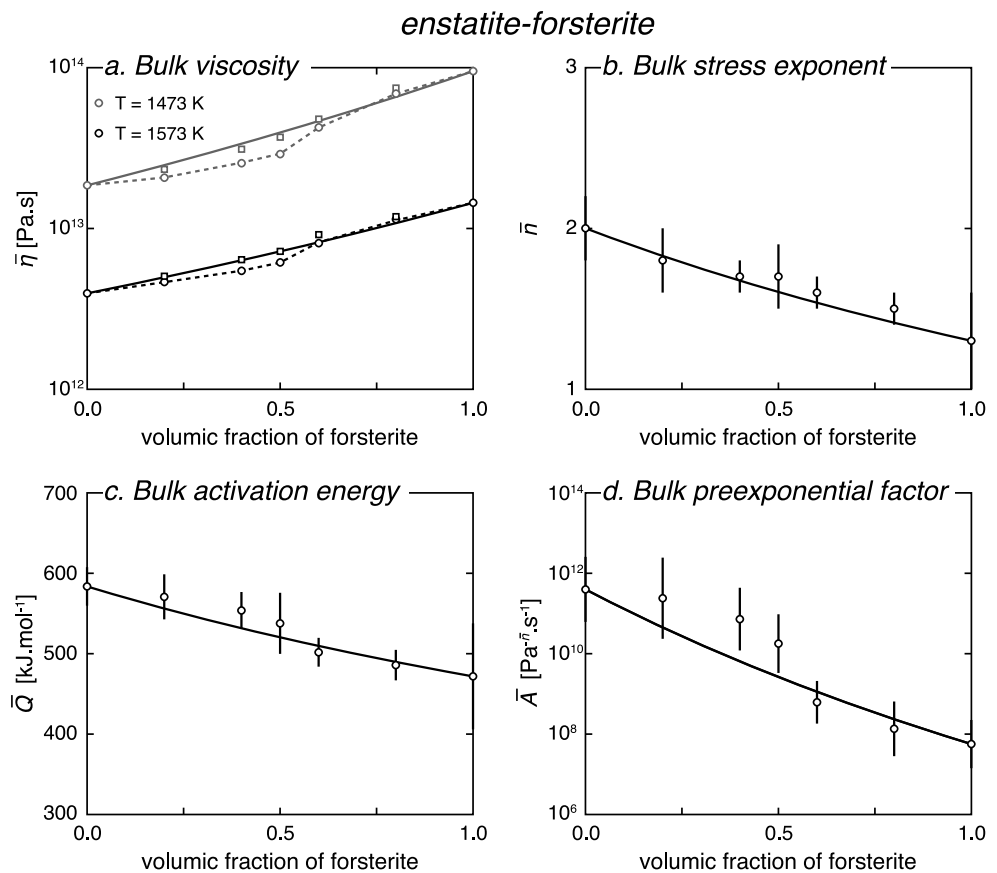 enstatite-forsterite
a. Bulk viscosity
10¹⁴
10¹³
10¹²
T = 1473 K
T = 1573 K
η̅ [Pa.s]
0.0 0.5 1.0
volumic fraction of forsterite
b. Bulk stress exponent
3
2
1
n̅
0.0 0.5 1.0
volumic fraction of forsterite
c. Bulk activation energy
700
600
500
400
300
Q̅ [kJ.mol⁻¹]
0.0 0.5 1.0
volumic fraction of forsterite
d. Bulk preexponential factor
10¹⁴
10¹²
10¹⁰
10⁸
10⁶
A̅ [Pa⁻ⁿ̅.s⁻¹]
0.0 0.5 1.0
volumic fraction of forsterite